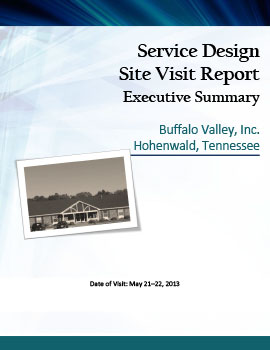 Service Design
Site Visit Report
Executive Summary
Buffalo Valley, Inc.
Hohenwald, Tennessee
Date of Visit: May 21–22, 2013